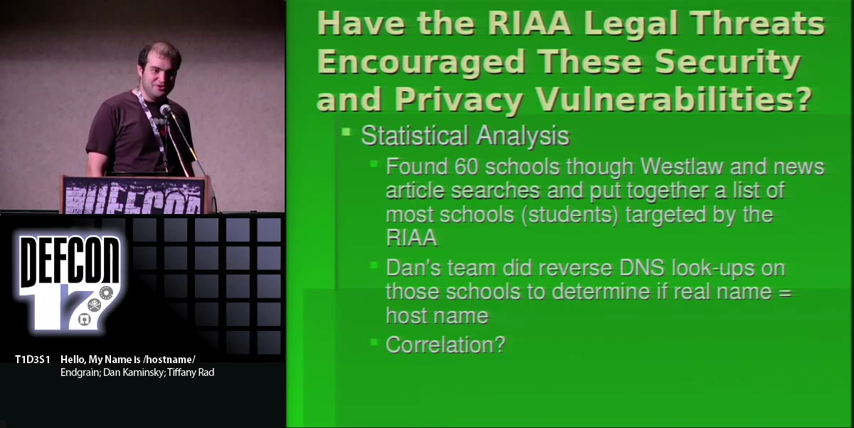 Have the RIAA Legal Threats
Encouraged These Security
and Privacy Vulnerabilities?
Statistical Analysis
Found 60 schools though Westlaw and news
article searches and put together a list of
most schools (students) targeted by the
RIAA
Dan's team did reverse DNS look-ups on
those schools to determine if real name =
host name
Correlation?
DEFCON
DEFCON
17
T1D3S1 Hello, My Name is /hostname/
Endgrain; Dan Kaminsky; Tiffany Rad